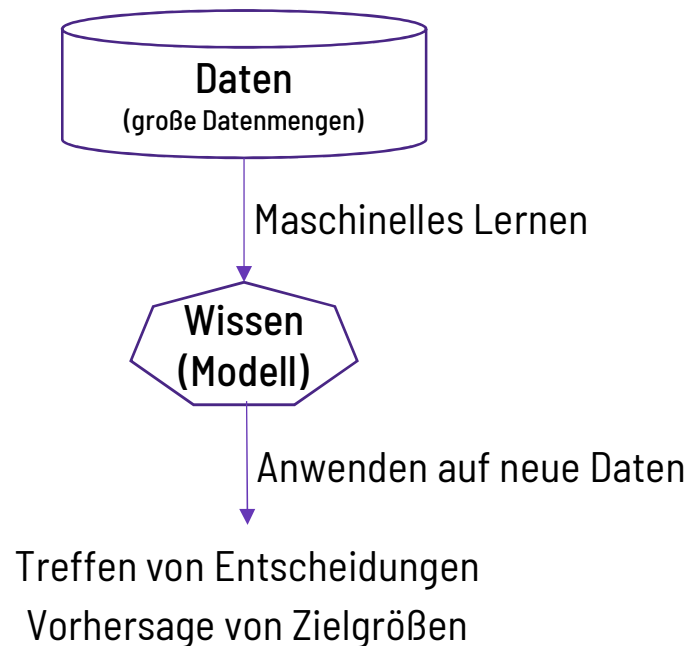 Daten
(große Datenmengen)
Maschinelles Lernen
Wissen
(Modell)
Anwenden auf neue Daten
Treffen von Entscheidungen
Vorhersage von Zielgrößen